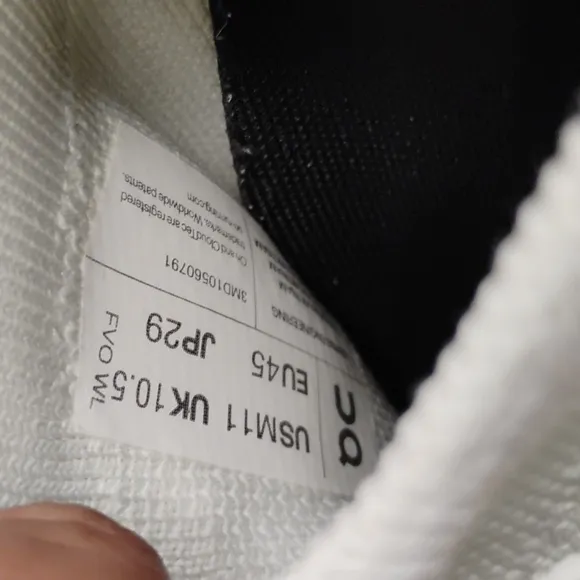 USM11 UK10.5
EU45 JP29
FVO WL
ENGINEERING
3MD10560791
On and CloudTec are registered
trademarks. Worldwide patents.
on-running.com